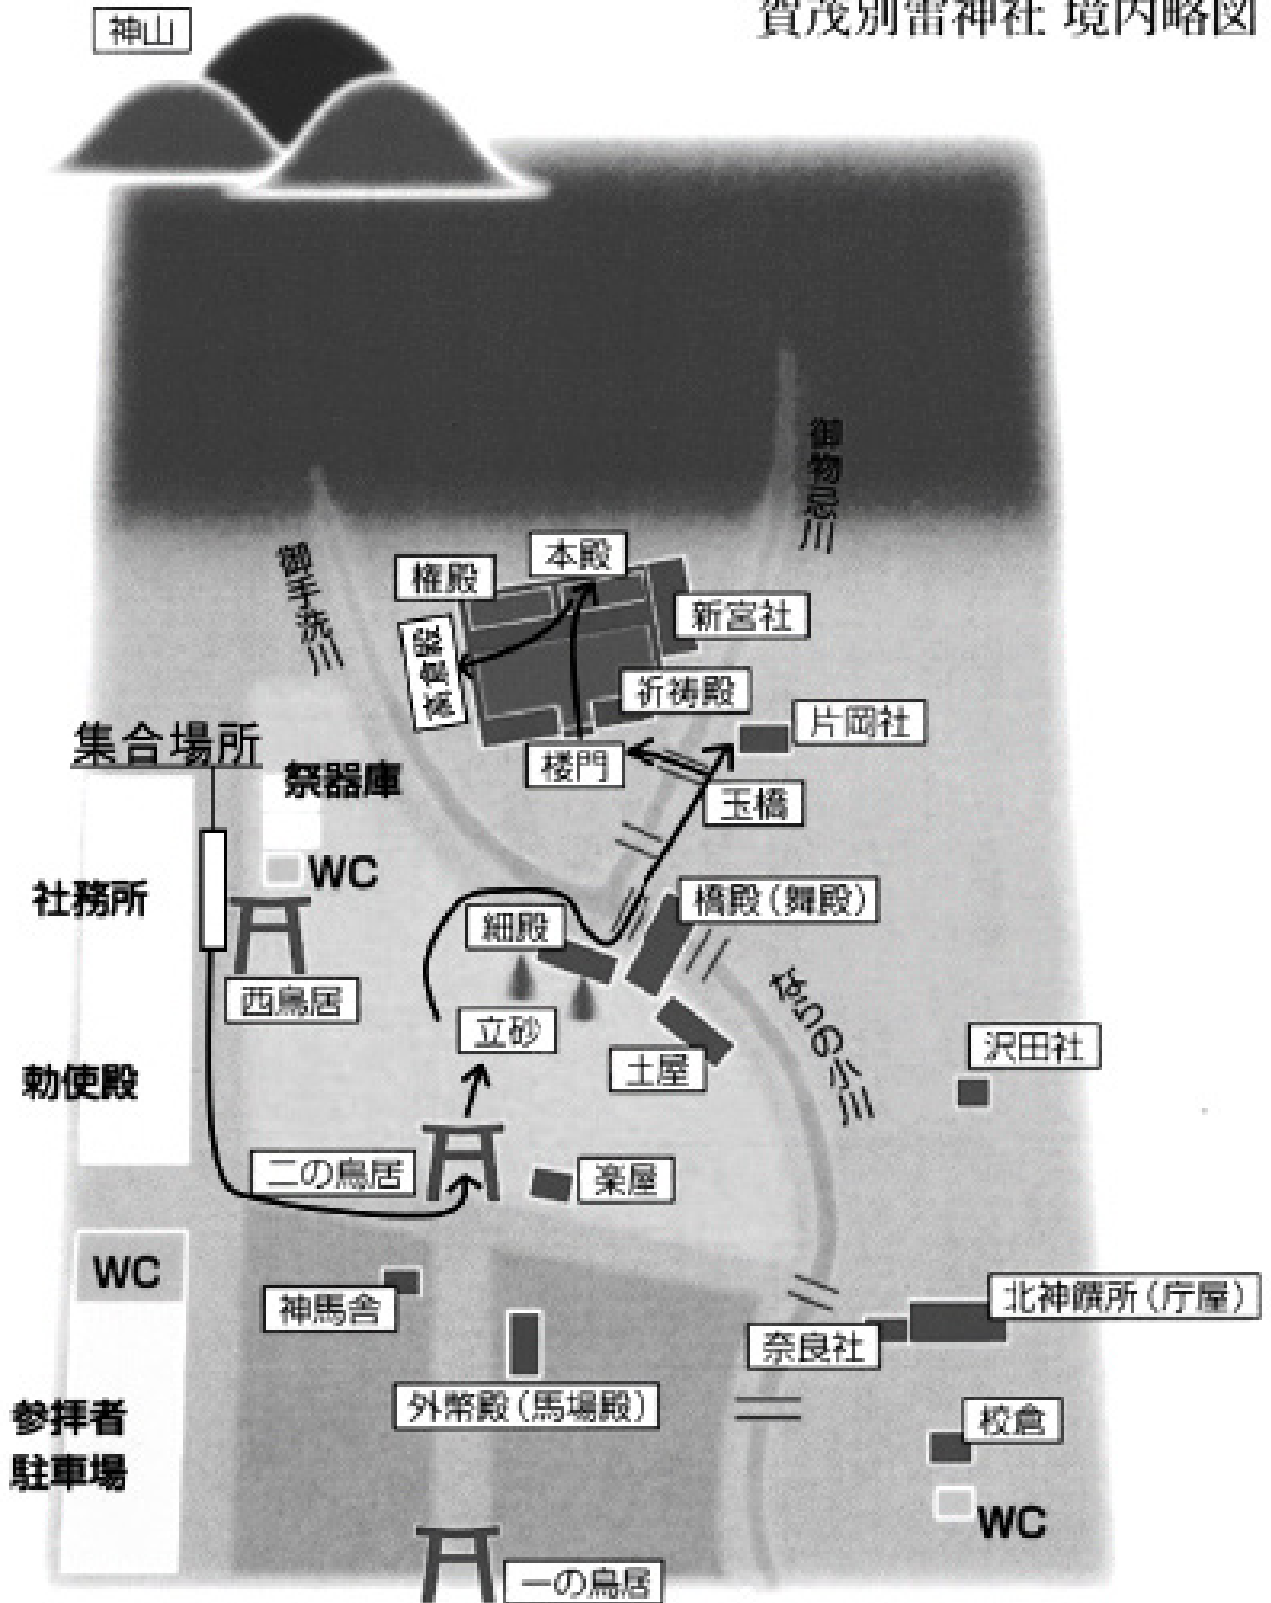 賀茂別雷神社 境内略図
神山
御物忌川
御手洗川
本殿
権殿
新宮社
直会殿
祈祷殿
片岡社
集合場所
楼門
祭器庫
玉橋
WC
社務所
橋殿(舞殿)
細殿
西鳥居
ならの小川
立砂
沢田社
土屋
勅使殿
二の鳥居
楽屋
WC
神馬舎
北神饌所(庁屋)
奈良社
外幣殿(馬場殿)
参拝者
駐車場
校倉
WC
一の鳥居